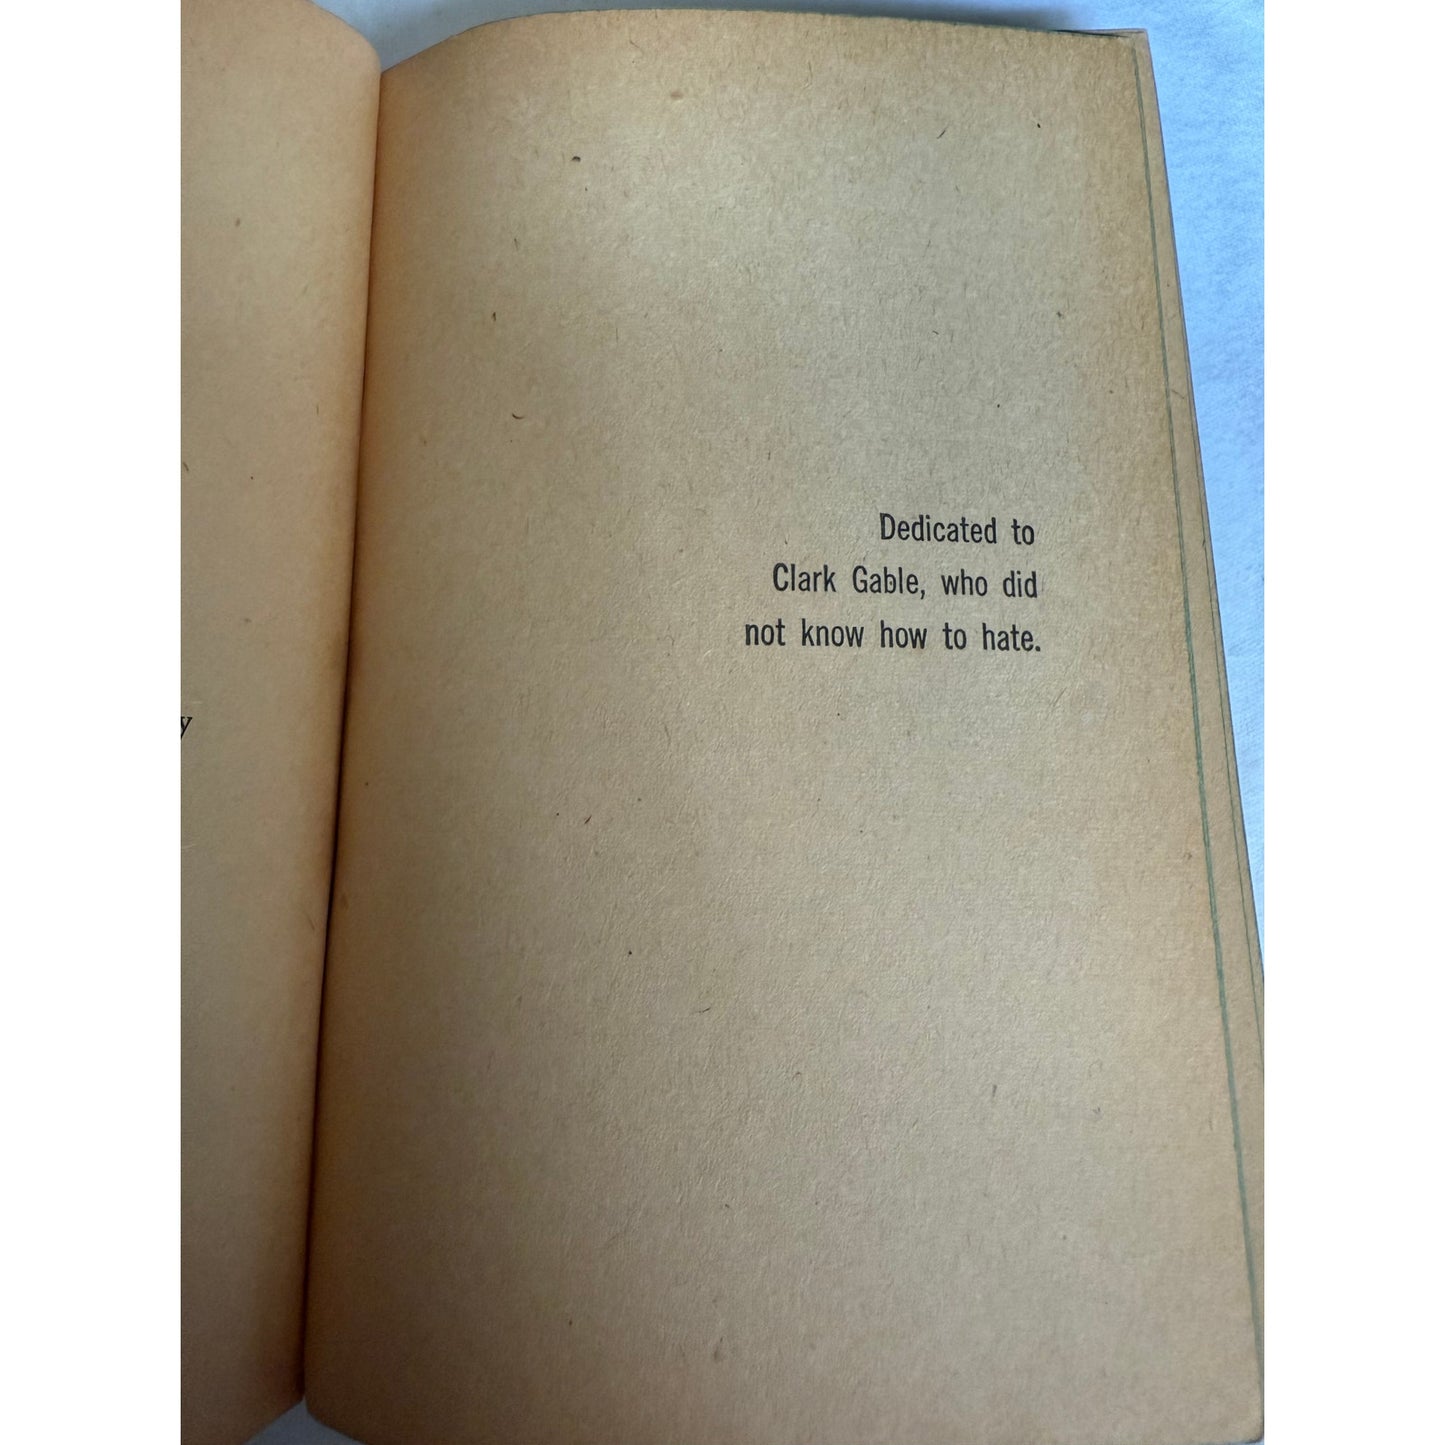 y
Dedicated to
Clark Gable, who did
not know how to hate.